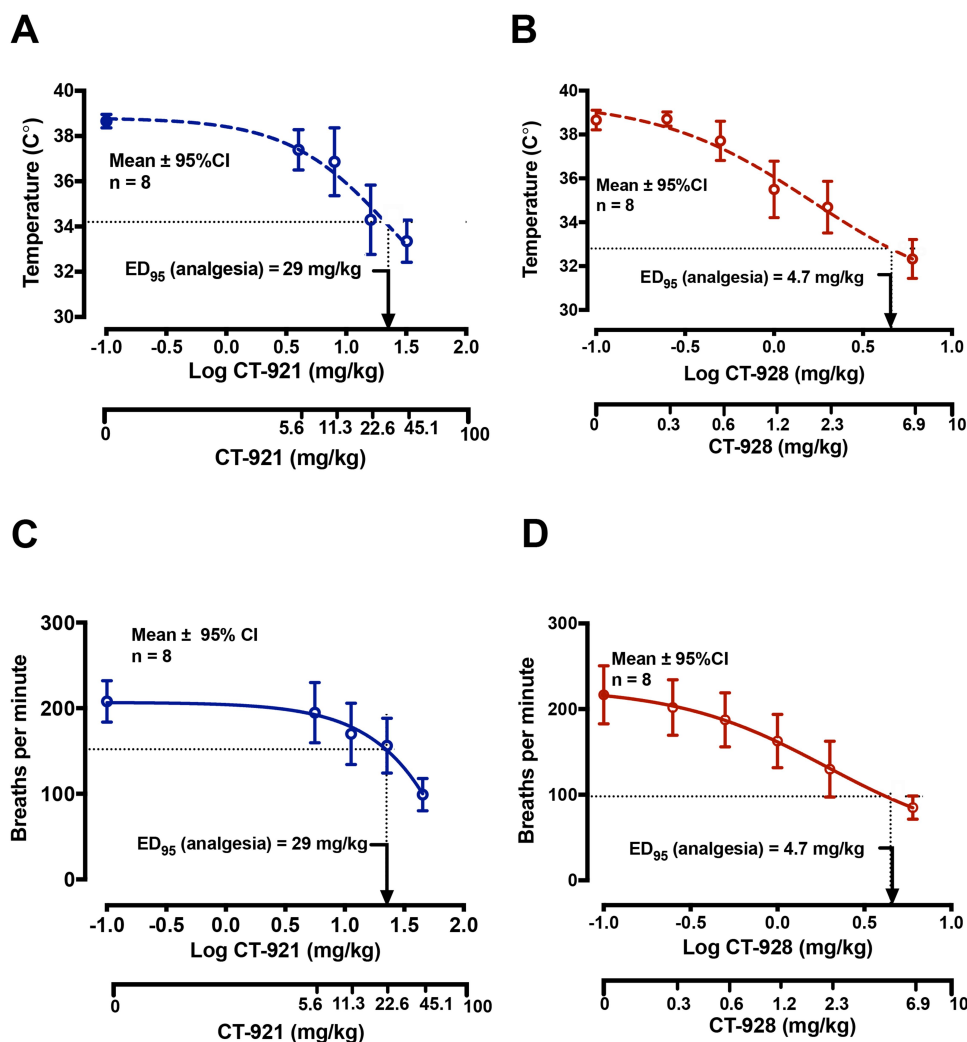 A
40
38
36
34
32
30
Temperature (C°)
Mean ± 95%CI
n = 8
ED95 (analgesia) = 29 mg/kg
-1.0 0.0 0.5 1.0 1.5 2.0
Log CT-921 (mg/kg)
0 5.6 11.3 22.6 45.1 100
CT-921 (mg/kg)
B
40
38
36
34
32
30
Temperature (C°)
Mean ± 95%CI
n = 8
ED95 (analgesia) = 4.7 mg/kg
-1.0 -0.5 0.0 0.5 1.0
Log CT-928 (mg/kg)
0 0.3 0.6 1.2 2.3 6.9 10
CT-928 (mg/kg)
C
300
200
100
0
Breaths per minute
Mean ± 95% CI
n = 8
ED95 (analgesia) = 29 mg/kg
-1.0 0.0 0.5 1.0 1.5 2.0
Log CT-921 (mg/kg)
0 5.6 11.3 22.6 45.1 100
CT-921 (mg/kg)
D
300
200
100
0
Breaths per minute
Mean ± 95%CI
n = 8
ED95 (analgesia) = 4.7 mg/kg
-1.0 0.0 0.5 1.0
Log CT-928 (mg/kg)
0 0.3 0.6 1.2 2.3 6.9 10
CT-928 (mg/kg)